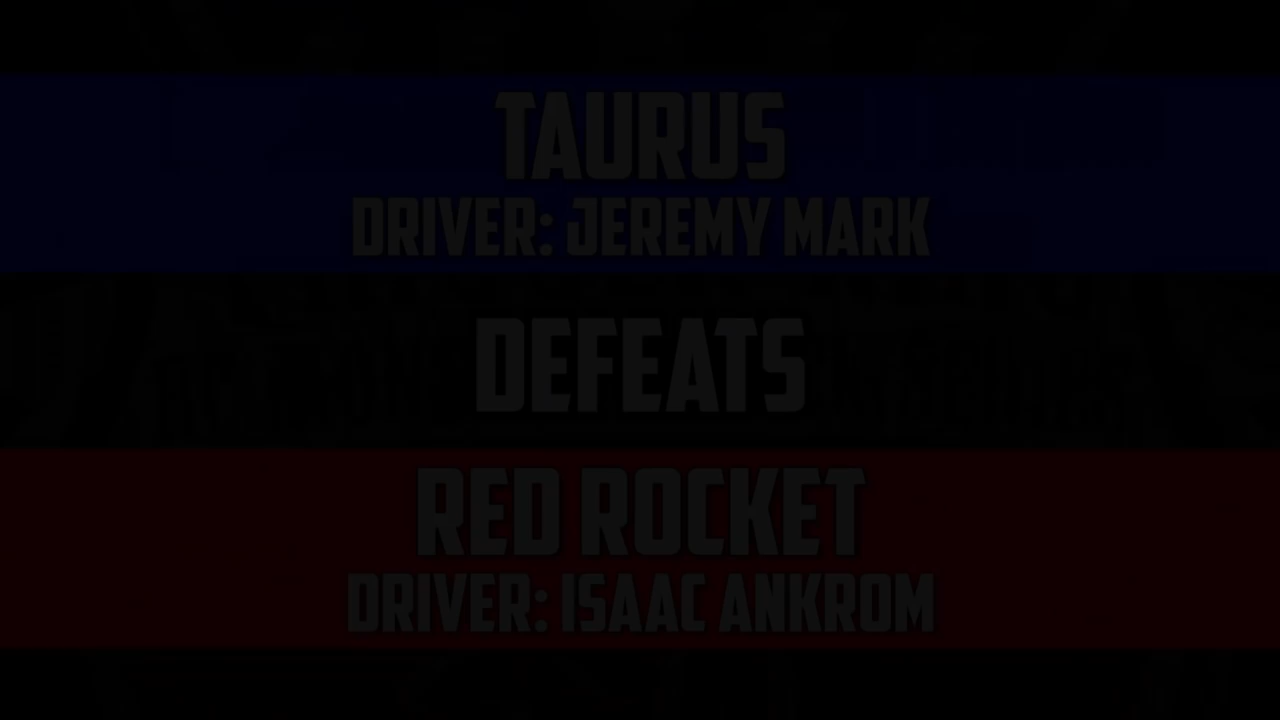 TAURUS
DRIVER: JEREMY MARK
DEFEATS
RED ROCKET
DRIVER: ISAAC ANKROM